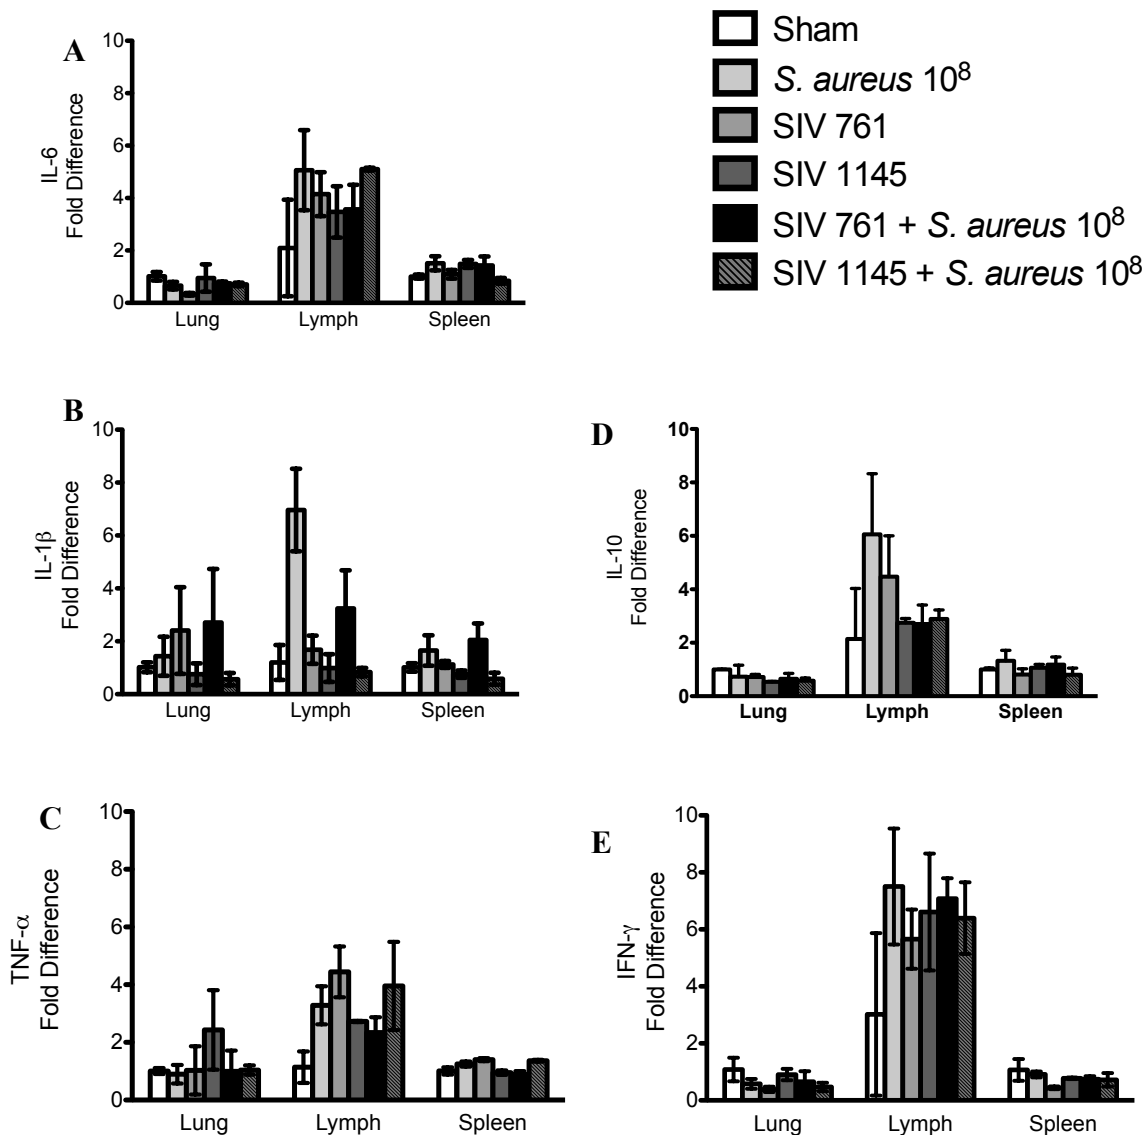 A
IL-6
Fold Difference
10
8
6
4
2
0
Lung Lymph Spleen
Sham
S. aureus 10⁸
SIV 761
SIV 1145
SIV 761 + S. aureus 10⁸
SIV 1145 + S. aureus 10⁸
B
IL-1β
Fold Difference
10
8
6
4
2
0
Lung Lymph Spleen
D
IL-10
Fold Difference
10
8
6
4
2
0
Lung Lymph Spleen
C
TNF-α
Fold Difference
10
8
6
4
2
0
Lung Lymph Spleen
E
IFN-γ
Fold Difference
10
8
6
4
2
0
Lung Lymph Spleen